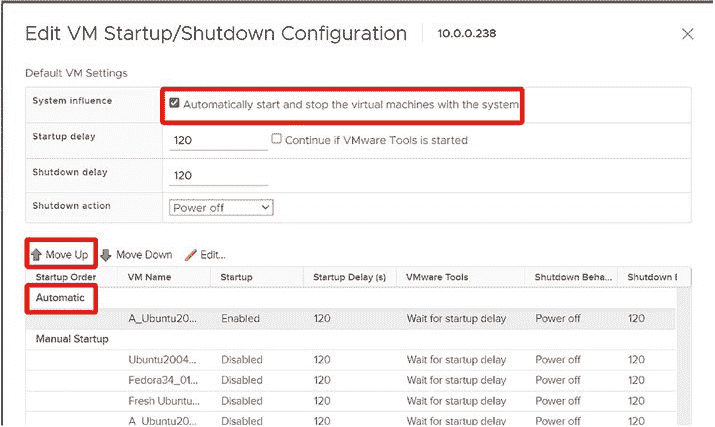 Edit VM Startup/Shutdown Configuration 10.0.0.238
Default VM Settings
System influence Automatically start and stop the virtual machines with the system
Startup delay 120 Continue if VMware Tools is started
Shutdown delay 120
Shutdown action Power off
Move Up Move Down Edit...
Startup Order VM Name Startup Startup Delay (s) VMware Tools Shutdown Beha... Shutdown
Automatic
A_Ubuntu20... Enabled 120 Wait for startup delay Power off 120
Manual Startup
Ubuntu2004... Disabled 120 Wait for startup delay Power off 120
Fedora34_01... Disabled 120 Wait for startup delay Power off 120
Fresh Ubuntu... Disabled 120 Wait for startup delay Power off 120
A_Ubuntu20... Disabled 120 Wait for startup delay Power off 120